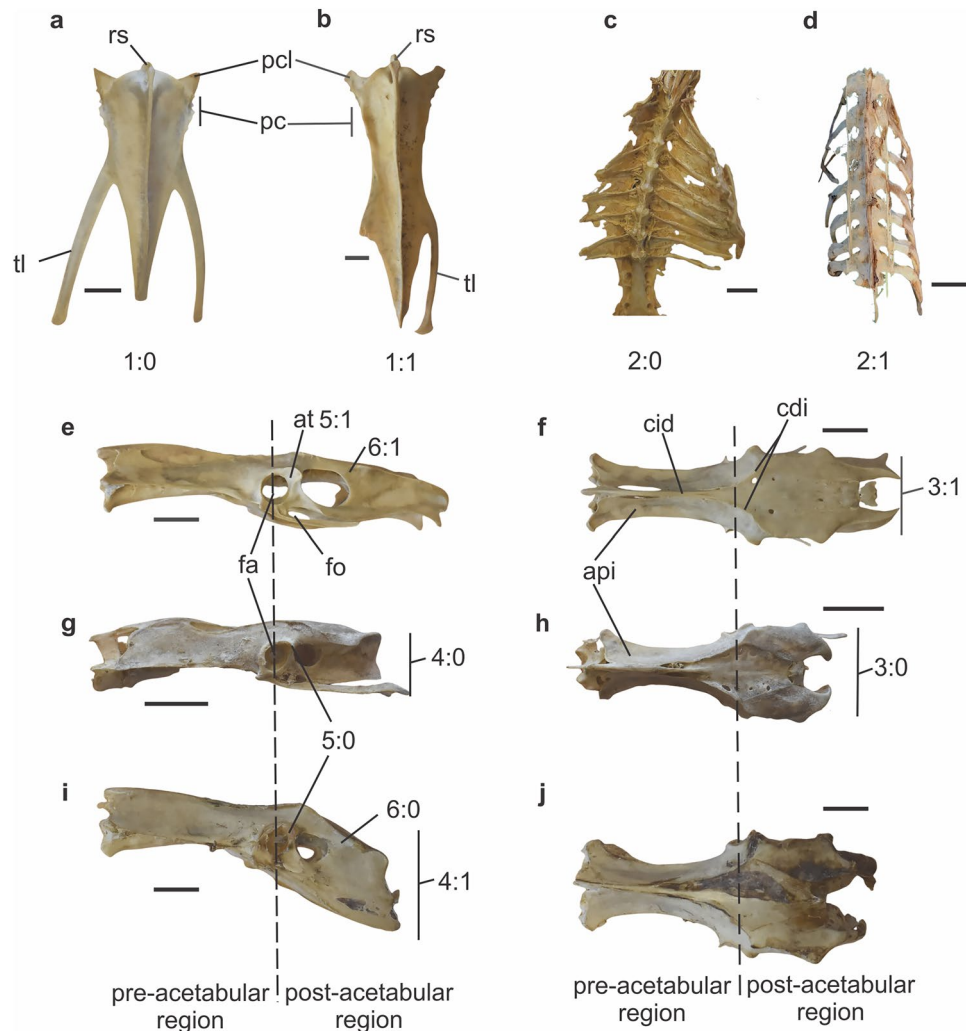 a
b
c
d
rs
rs
pcl
pc
tl
tl
1:0
1:1
2:0
2:1
e
at 5:1
6:1
f
cid
cdi
3:1
fa
fo
api
g
4:0
h
3:0
5:0
i
6:0
4:1
j
pre-acetabular
region
post-acetabular
region
pre-acetabular
region
post-acetabular
region